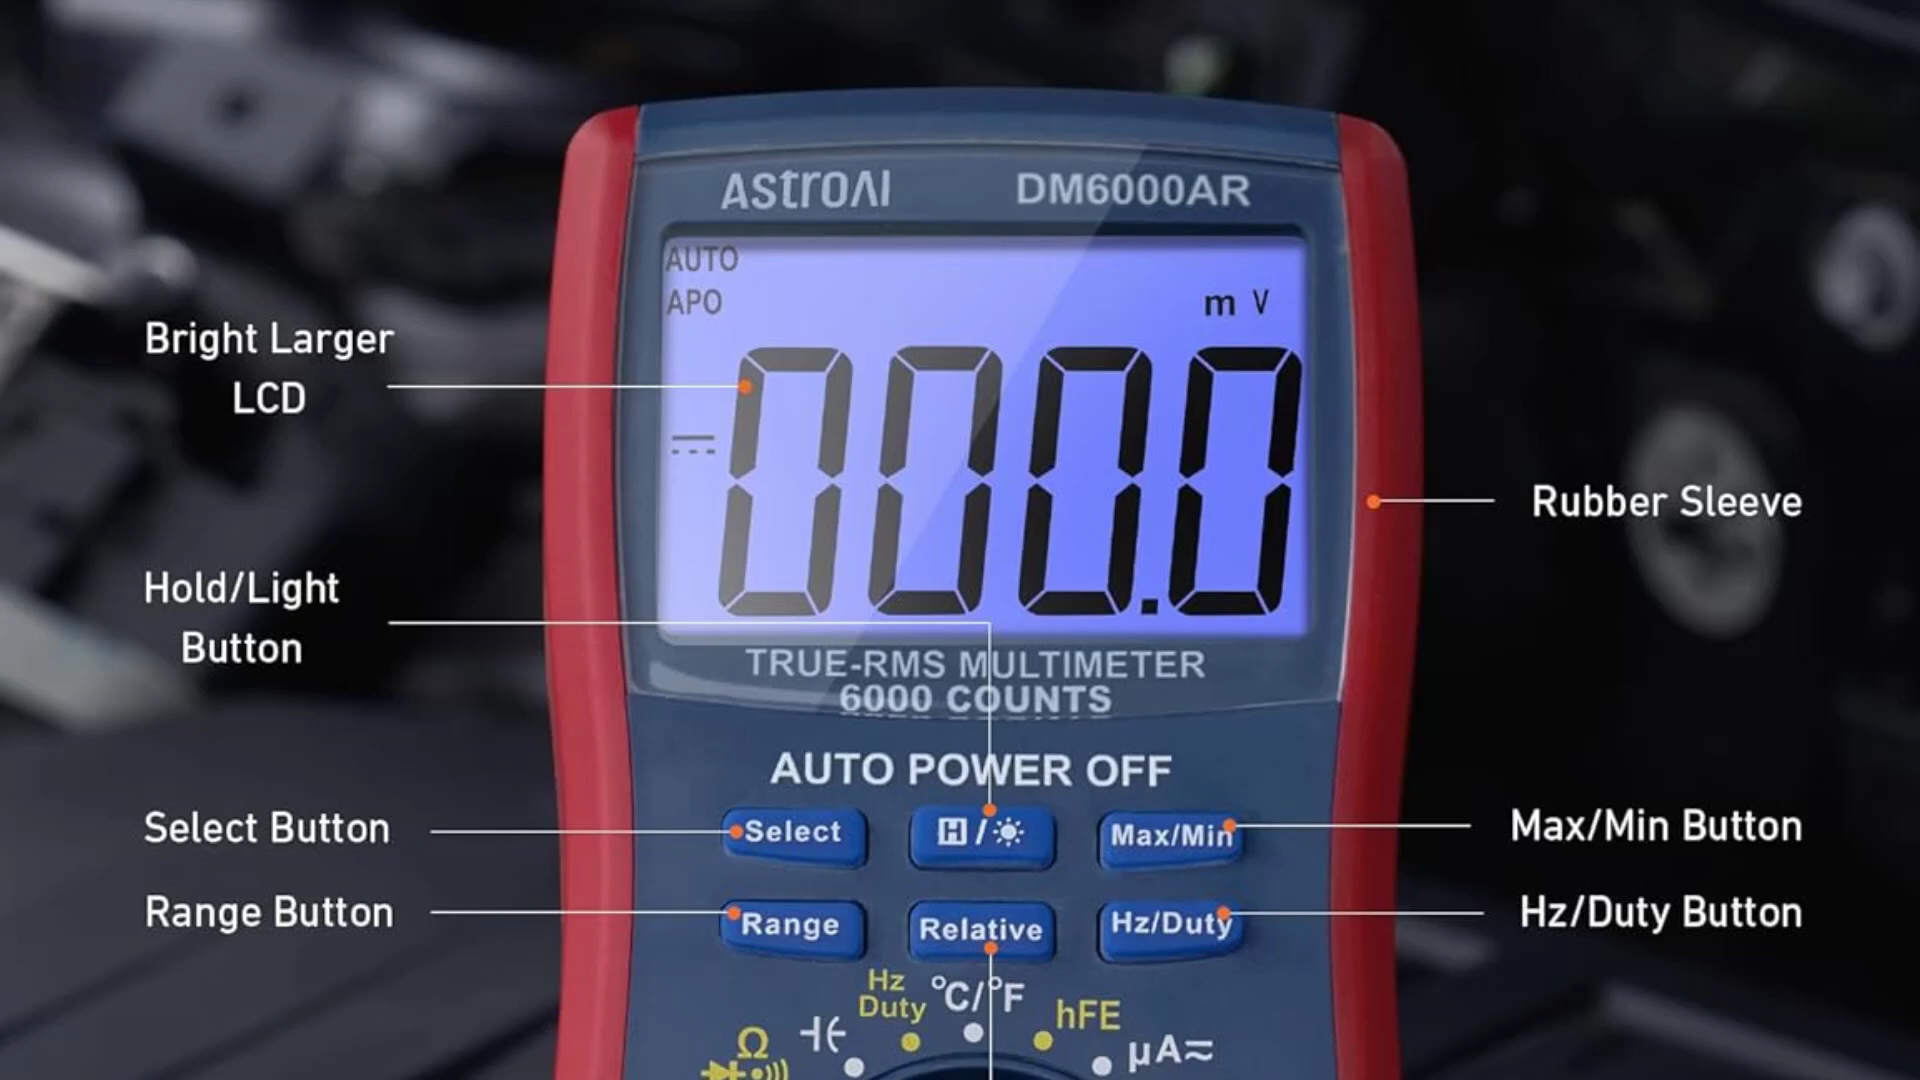 AstroAI
DM6000AR
AUTO
APO
m V
000.0
Bright Larger
LCD
Rubber Sleeve
Hold/Light
Button
TRUE-RMS MULTIMETER
6000 COUNTS
AUTO POWER OFF
Select Button
Select
H/
Max/Min
Max/Min Button
Range Button
Range
Relative
Hz/Duty
Hz/Duty Button
Hz
Duty
°C/°F
hFE
Ω
µA